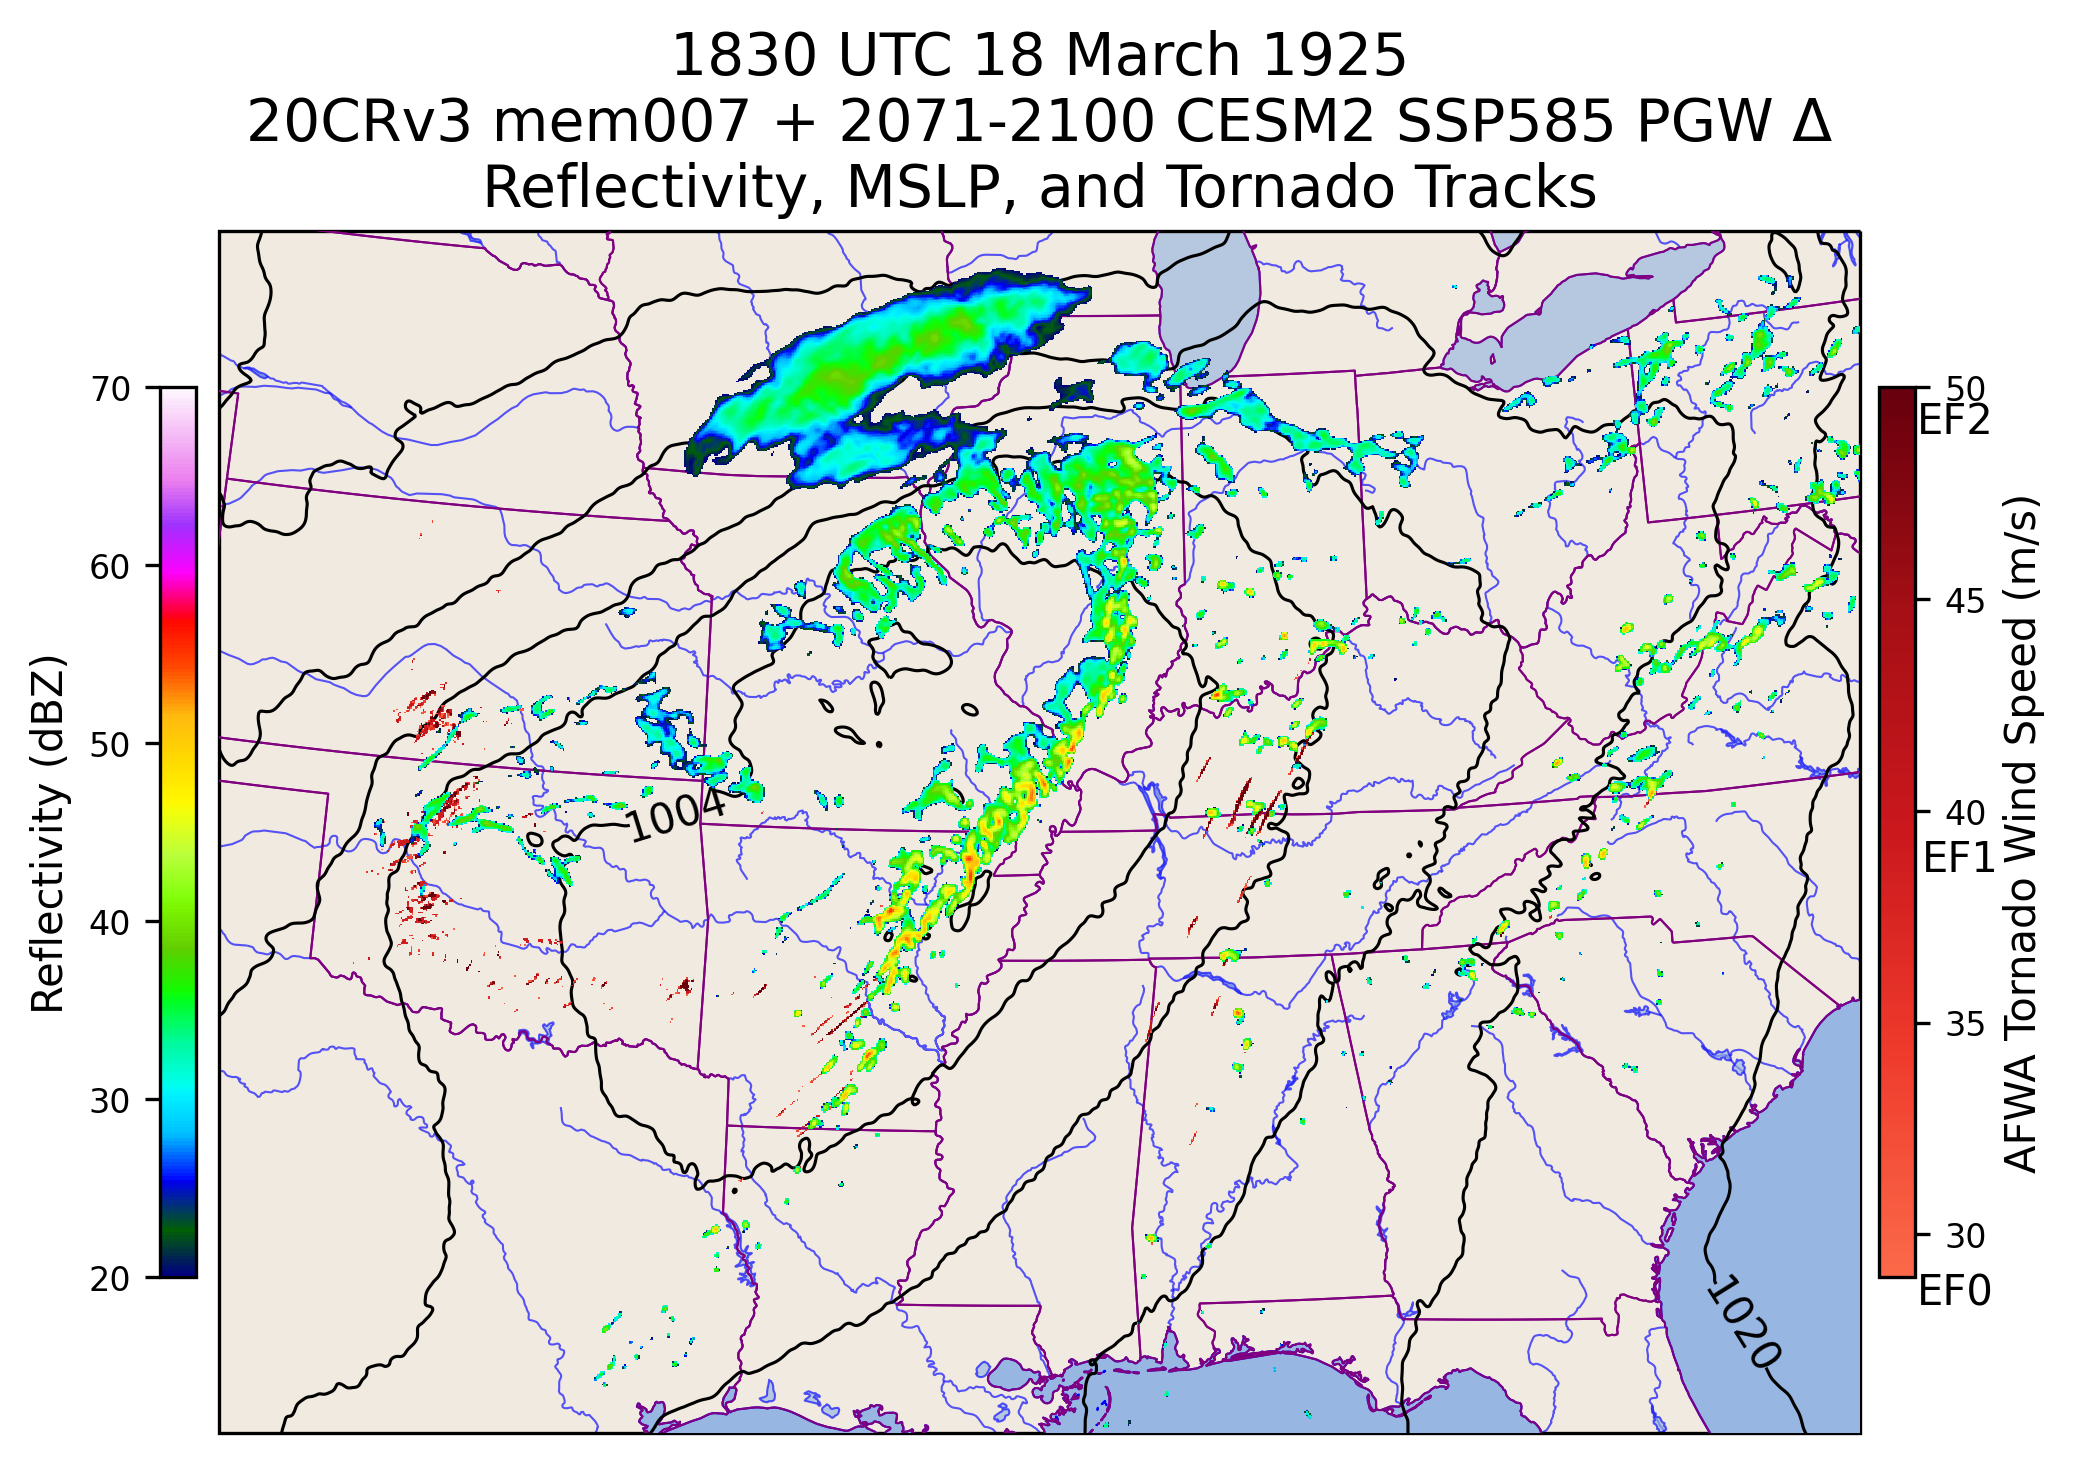 1830 UTC 18 March 1925
20CRv3 mem007 + 2071-2100 CESM2 SSP585 PGW Δ
Reflectivity, MSLP, and Tornado Tracks
70
60
50
40
30
20
Reflectivity (dBZ)
1004
1020
50
EF2
45
40
EF1
35
30
EF0
AFWA Tornado Wind Speed (m/s)